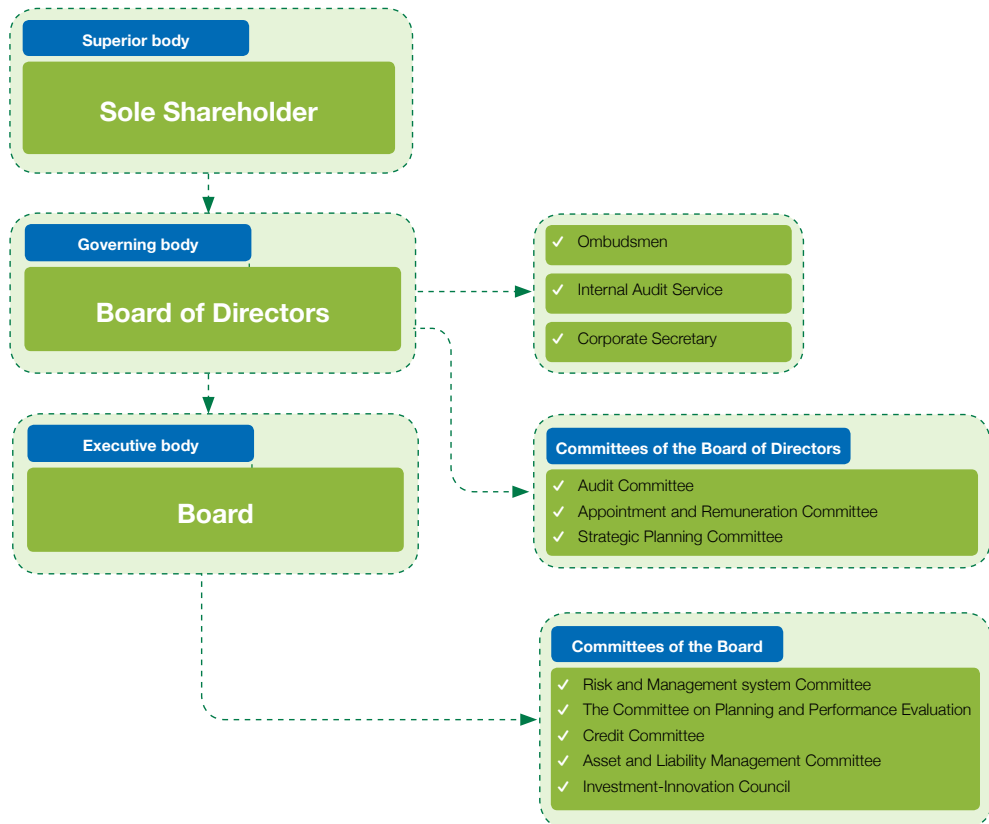 Superior body
Sole Shareholder
Governing body
Board of Directors
Ombudsmen
Internal Audit Service
Corporate Secretary
Executive body
Board
Committees of the Board of Directors
Audit Committee
Appointment and Remuneration Committee
Strategic Planning Committee
Committees of the Board
Risk and Management system Committee
The Committee on Planning and Performance Evaluation
Credit Committee
Asset and Liability Management Committee
Investment-Innovation Council